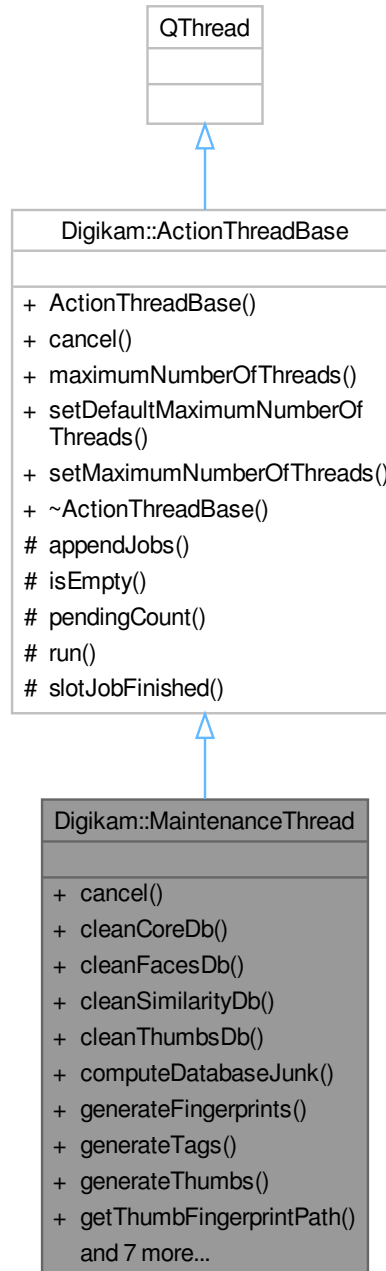 QThread
Digikam::ActionThreadBase
+ ActionThreadBase()
+ cancel()
+ maximumNumberOfThreads()
+ setDefaultMaximumNumberOf
Threads()
+ setMaximumNumberOfThreads()
+ ~ActionThreadBase()
# appendJobs()
# isEmpty()
# pendingCount()
# run()
# slotJobFinished()
Digikam::MaintenanceThread
+ cancel()
+ cleanCoreDb()
+ cleanFacesDb()
+ cleanSimilarityDb()
+ cleanThumbsDb()
+ computeDatabaseJunk()
+ generateFingerprints()
+ generateTags()
+ generateThumbs()
+ getThumbFingerprintPath()
and 7 more...